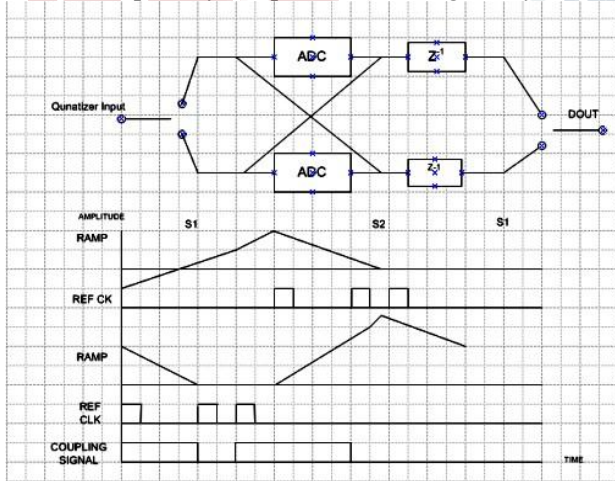 ADC
Z-1
Qunatizer Input
DOUT
ADC
Z-1
AMPLITUDE
S1
S2
S1
RAMP
REF CK
RAMP
REF
CLK
COUPLING
SIGNAL
TIME